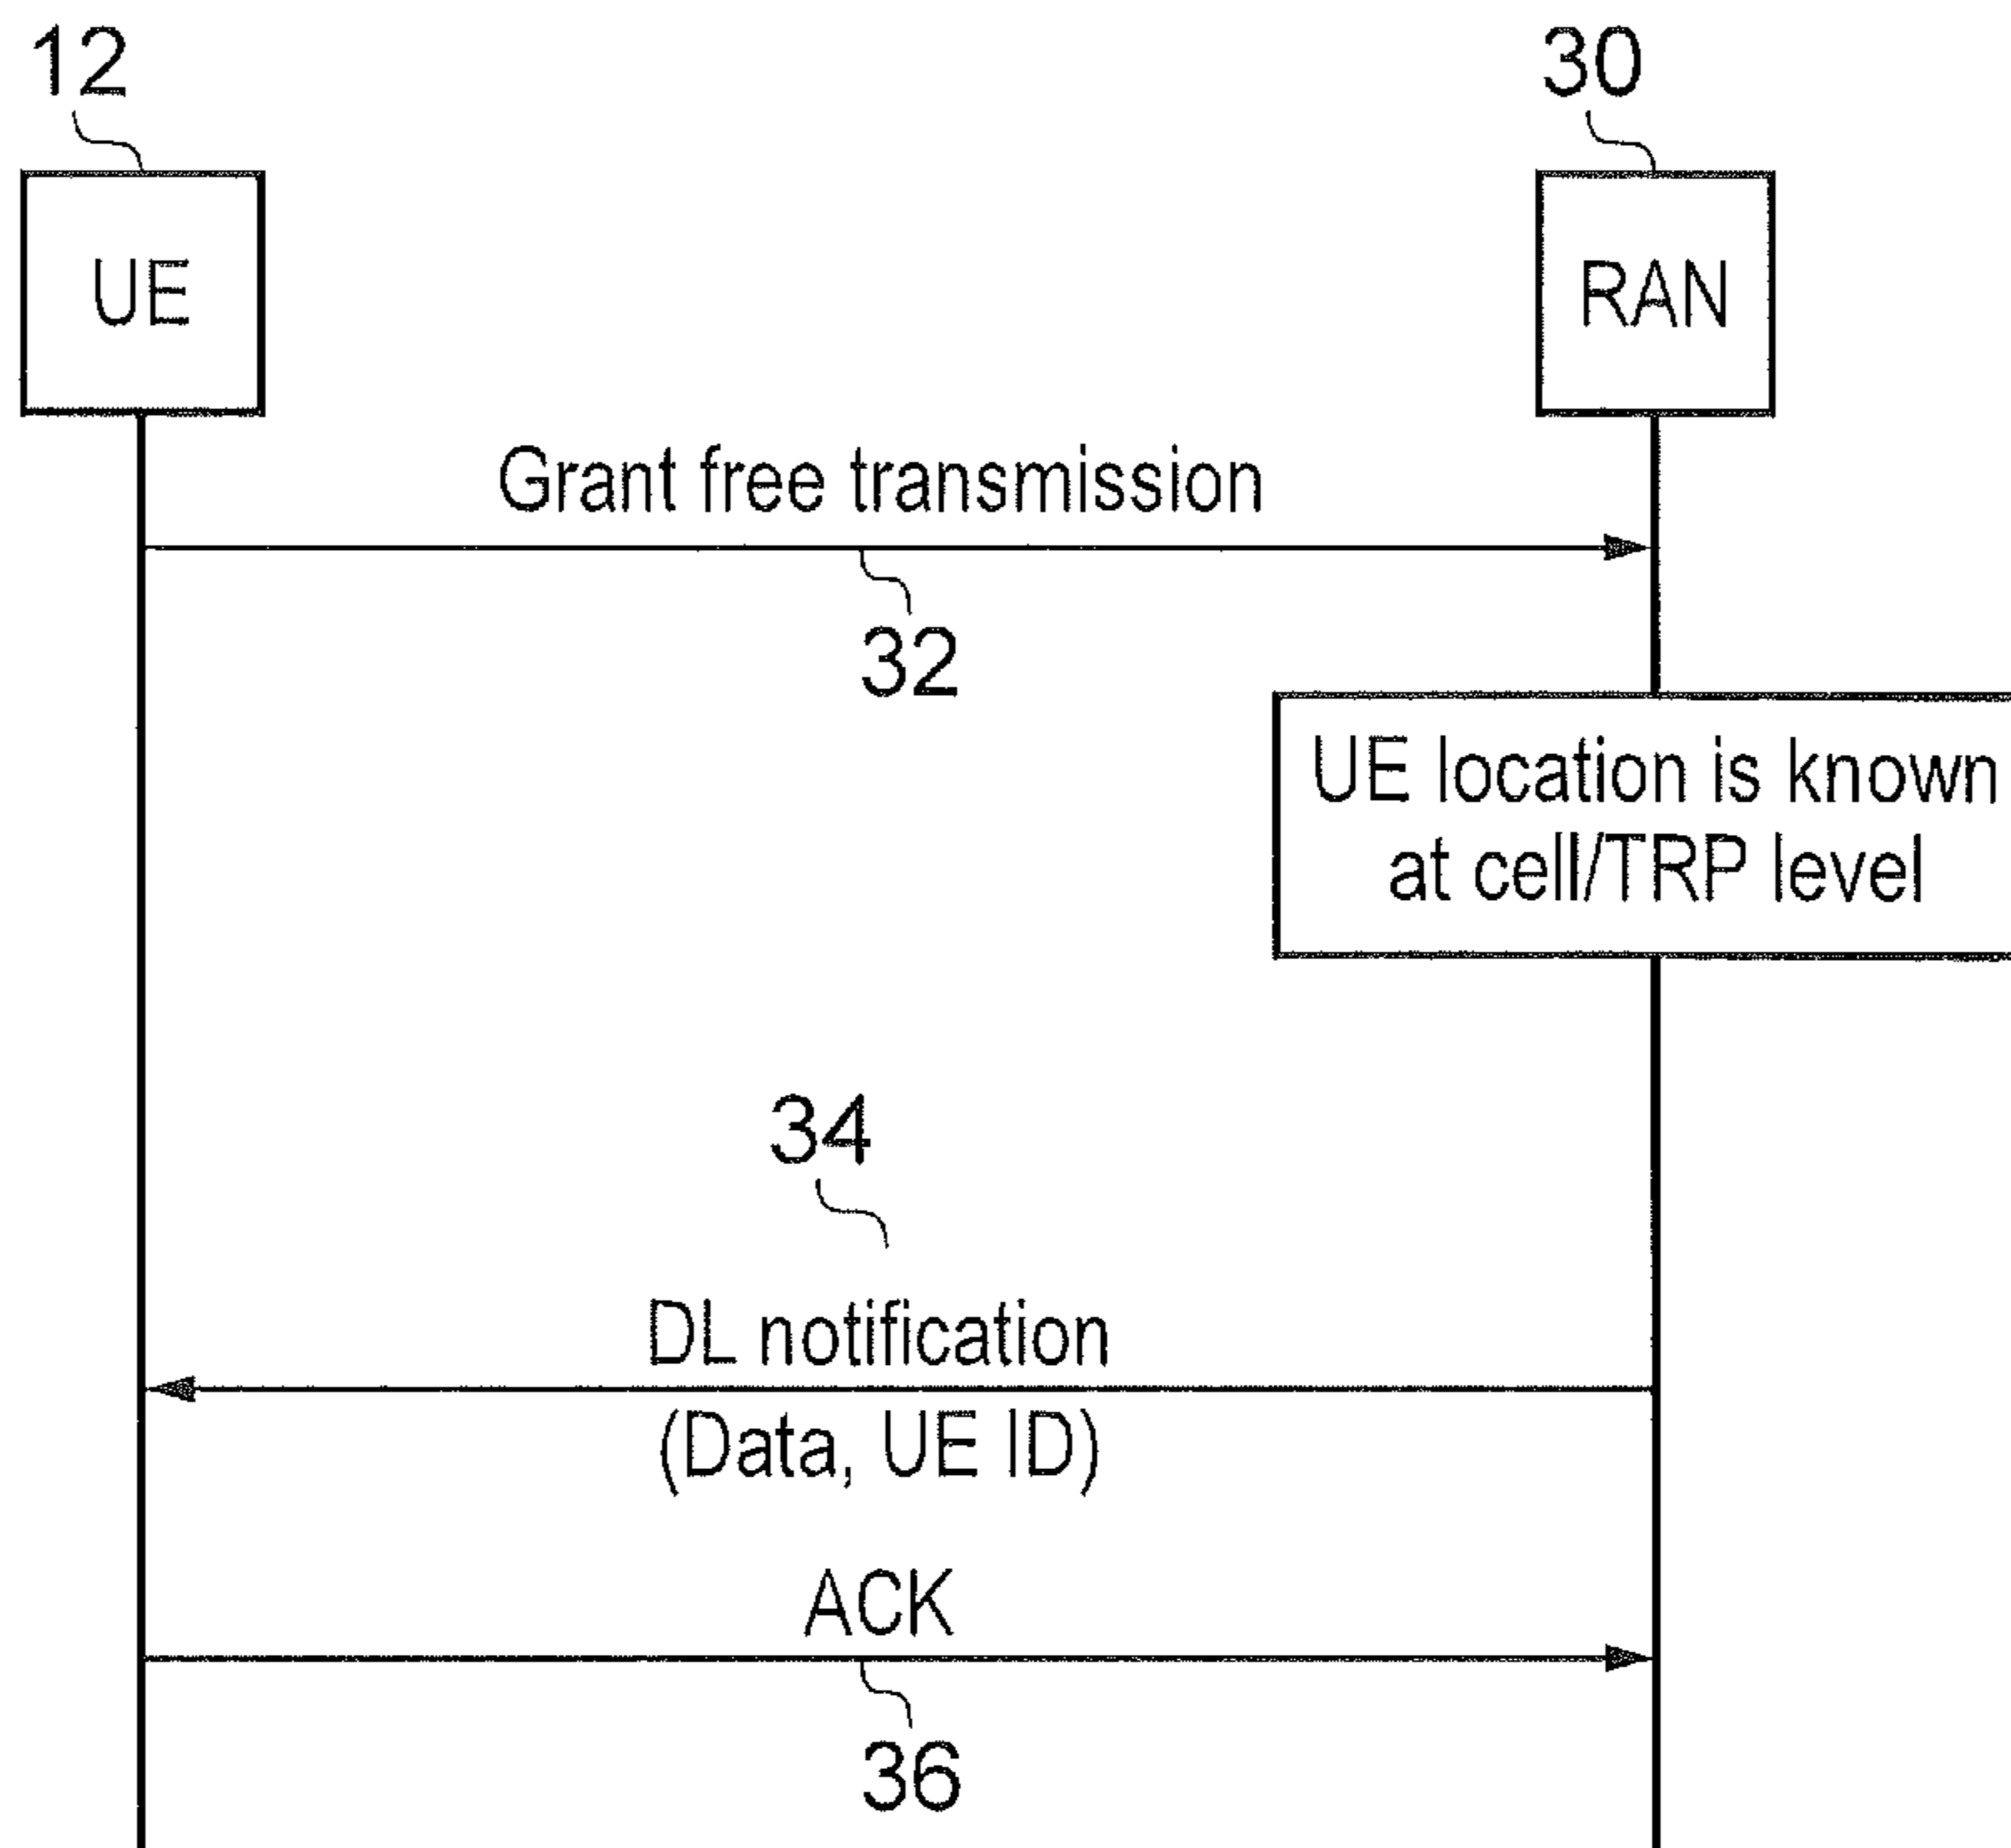 12
30
UE
RAN
Grant free transmission
32
UE location is known
at cell/TRP level
34
DL notification
(Data, UE ID)
ACK
36